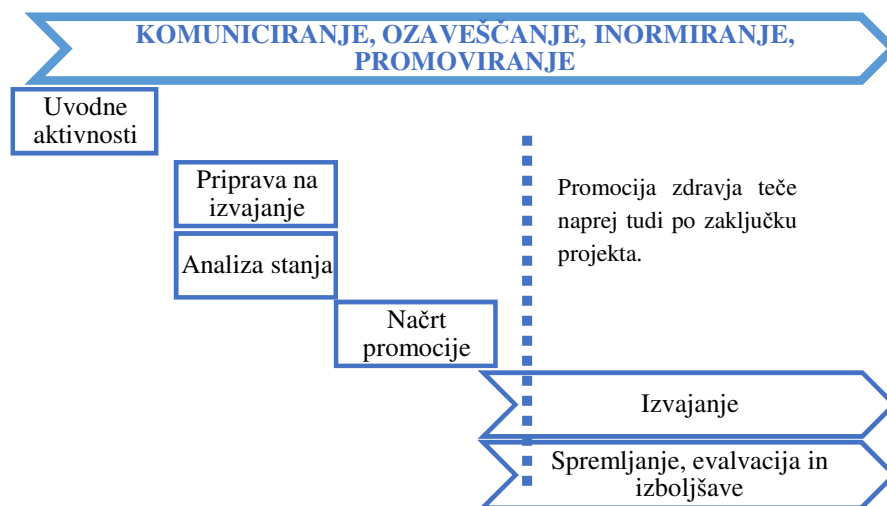 KOMUNICIRANJE, OZAVEŠČANJE, INORMIRANJE,
PROMOVIRANJE
Uvodne
aktivnosti
Priprava na
izvajanje
Promocija zdravja teče
naprej tudi po zaključku
projekta.
Analiza stanja
Načrt
promocije
Izvajanje
Spremljanje, evalvacija in
izboljšave